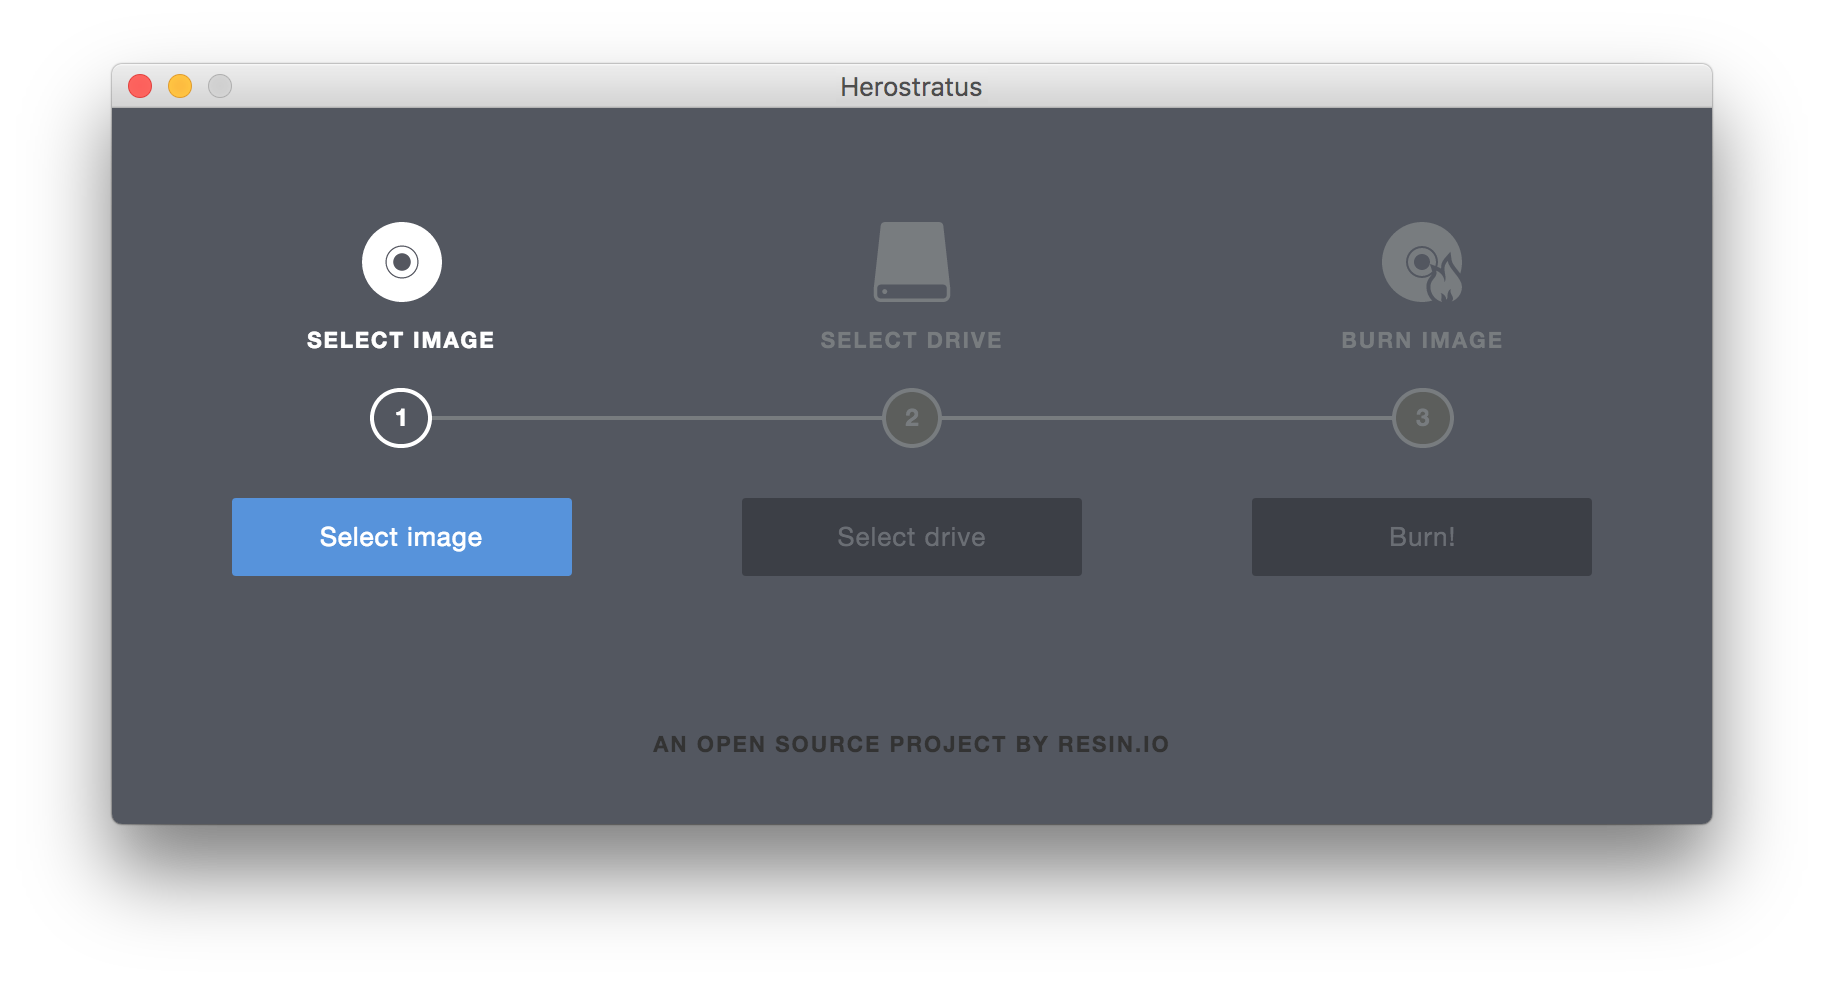 Herostratus
SELECT IMAGE
SELECT DRIVE
BURN IMAGE
1
2
3
Select image
Select drive
Burn!
AN OPEN SOURCE PROJECT BY RESIN.IO